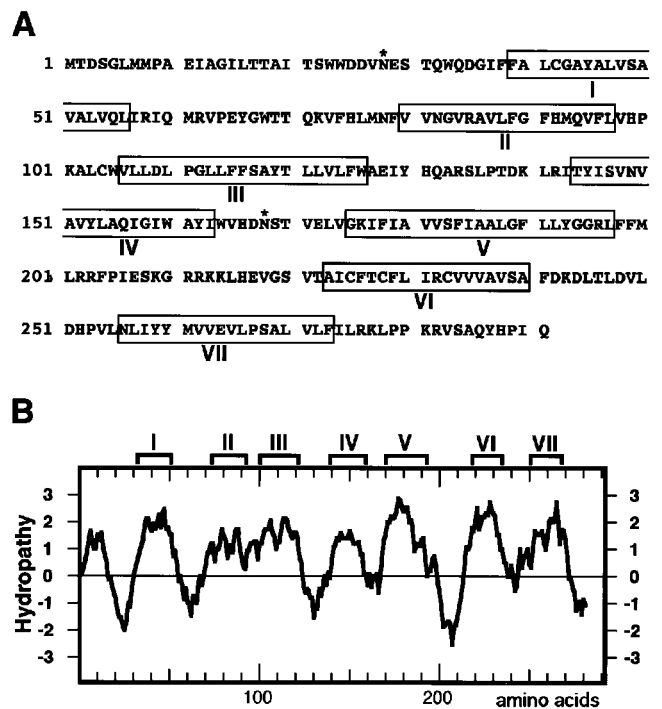 A
*
1 MTDSGLMMPA EIAGILTTAI TSWWDDVNES TQWQDGIFFA LCGAYALVSA
I
51 VALVQLIRIQ MRVPEYGWTT QKVFHLMNFV VNGVRAVLFG FHMQVFLVHP
II
101 KALCWVLLDL PGLLFFSAYT LLVLFWAEIY HQARSLPTDK LRITYISVNV
III
*
151 AVYLAQIGIW AYIWVHDNST VELVGKIFIA VVSFIAALGF LLYGGRLFFM
IV V
201 LRRFPIESKG RRKKLHEVGS VTAICFTCFL IRCVVVAVSA FDKDLTLDVL
VI
251 DHPVLNLIYY MVVEVLPSAL VLFILRKLPP KRVSAQYHPI Q
VII
B
I II III IV V VI VII
3 3
2 2
1 1
0 0
-1 -1
-2 -2
-3 -3
Hydropathy
100 200 amino acids